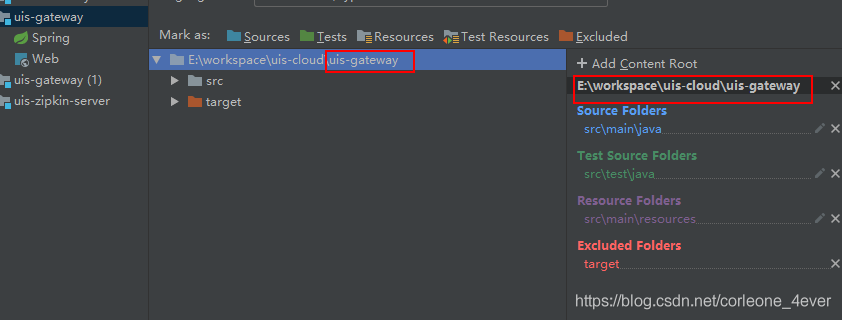 uis-gateway
Spring
Web
uis-gateway (1)
uis-zipkin-server
Mark as: Sources Tests Resources Test Resources Excluded
E:\workspace\uis-cloud\uis-gateway
src
target
+ Add Content Root
E:\workspace\uis-cloud\uis-gateway
Source Folders
src\main\java
Test Source Folders
src\test\java
Resource Folders
src\main\resources
Excluded Folders
target
https://blog.csdn.net/corleone_4ever